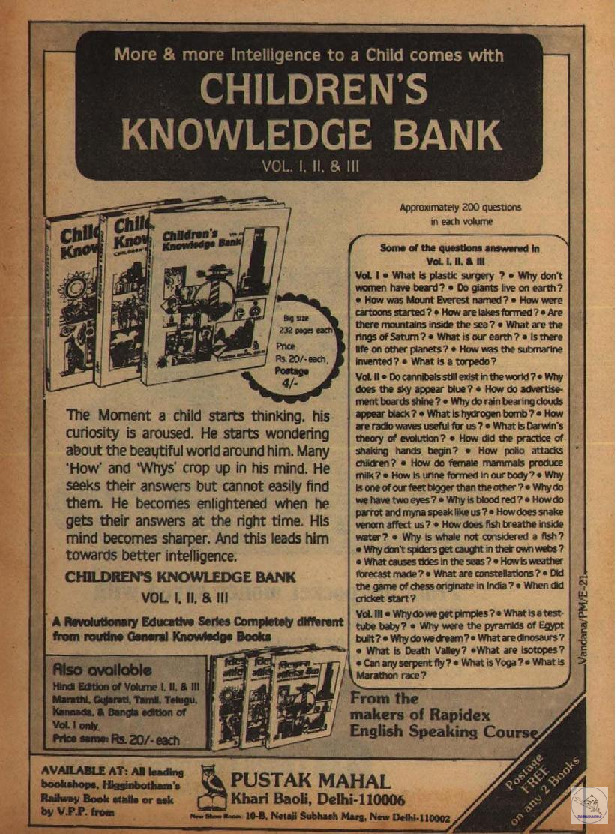 More & more Intelligence to a Child comes with
CHILDREN'S
KNOWLEDGE BANK
VOL. I, II, & III
Approximately 200 questions
in each volume
Children's
Knowledge Bank
Big size
232 pages each
Price
Rs. 20/- each,
Postage
4/-
Some of the questions answered in
Vol. I, II, & III
Vol. I • What is plastic surgery ? • Why don't
women have beard? • Do giants live on earth?
• How was Mount Everest named? • How were
cartoons started? • How are lakes formed? • Are
there mountains inside the sea? • What are the
rings of Saturn? • What is our earth? • Is there
life on other planets? • How was the submarine
invented? • What is a torpedo?
Vol. II • Do cannibals still exist in the world? • Why
does the sky appear blue? • How do advertise-
ment boards shine? • Why do rain bearing clouds
appear black? • What is hydrogen bomb? • How
are radio waves useful for us? • What is Darwin's
theory of evolution? • How did the practice of
shaking hands begin? • How polio attacks
children? • How do female mammals produce
milk? • How is urine formed in our body? • Why
is one of our feet bigger than the other? • Why do
we have two eyes? • Why is blood red? • How do
parrot and myna speak like us? • How does snake
venom affect us? • How does fish breathe inside
water? • Why is whale not considered a fish?
• Why don't spiders get caught in their own webs?
• What causes tides in the seas? • How is weather
forecast made? • What are constellations? • Did
the game of chess originate in India? • When did
cricket start?
Vol. III • Why do we get pimples? • What is a test-
tube baby? • Why were the pyramids of Egypt
built? • Why do we dream? • What are dinosaurs?
• What is Death Valley? • What are isotopes?
• Can any serpent fly? • What is Yoga? • What is
Marathon race?
The Moment a child starts thinking, his
curiosity is aroused. He starts wondering
about the beautiful world around him. Many
'How' and 'Whys' crop up in his mind. He
seeks their answers but cannot easily find
them. He becomes enlightened when he
gets their answers at the right time. His
mind becomes sharper. And this leads him
towards better intelligence.
CHILDREN'S KNOWLEDGE BANK
VOL. I, II, & III
A Revolutionary Educative Series Completely different
from routine General Knowledge Books
Also available
Hindi Edition of Volume I, II, & III
Marathi, Gujarati, Tamil, Telugu,
Kannada, & Bangla edition of
Vol. I only.
Price same: Rs. 20/- each
From the
makers of Rapidex
English Speaking Course
Vandana/PM/E-21
AVAILABLE AT: All leading
bookshops, Higginbotham's
Railway Book stalls or ask
by V.P.P. from
PUSTAK MAHAL
Khari Baoli, Delhi-110006
New Show Room: 10-B, Netaji Subhash Marg, New Delhi-110002
Postage
FREE
on any 2 Books